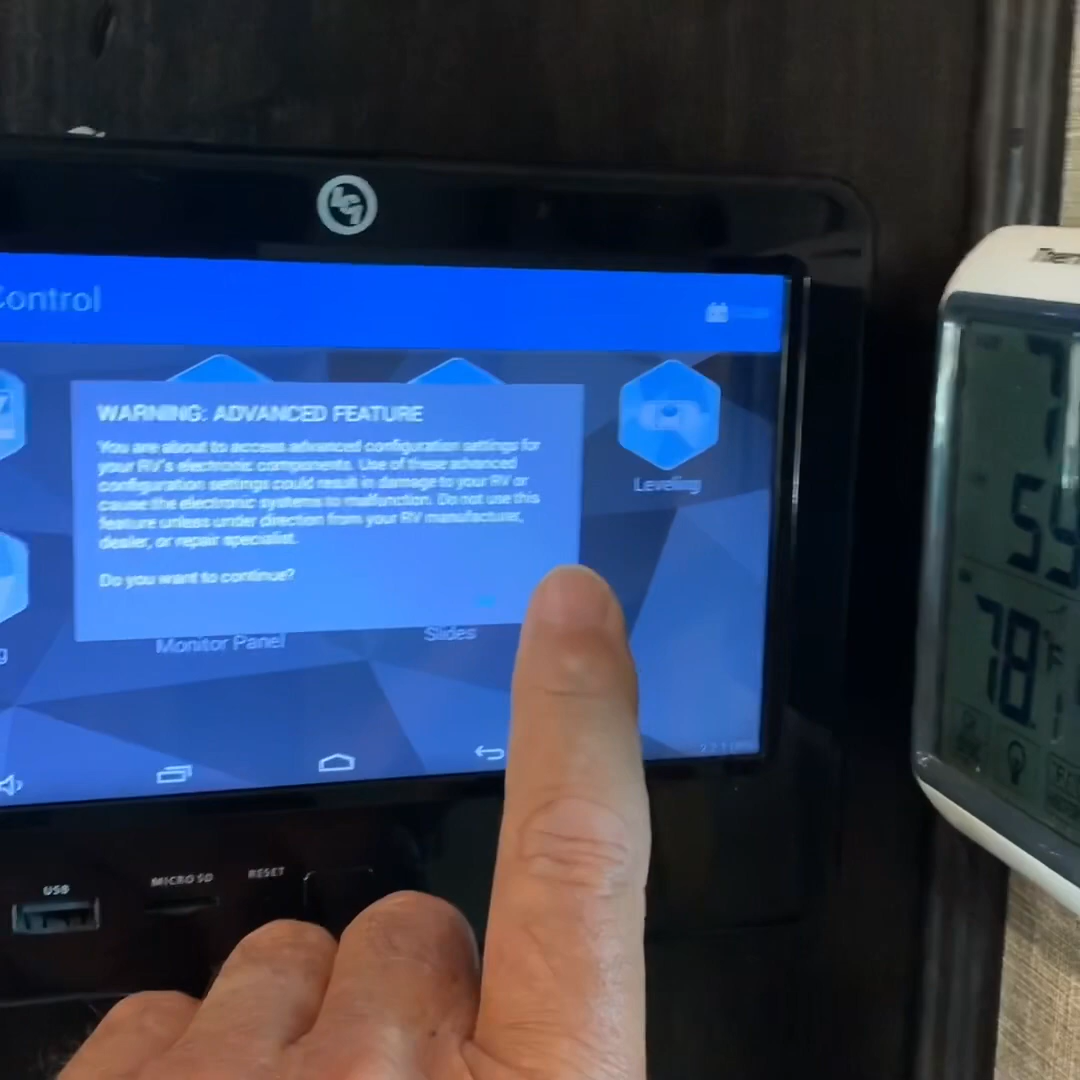 Control
WARNING: ADVANCED FEATURE
You are about to access advanced configuration settings for
your RV's electronic components. Use of these advanced
configuration settings could result in damage to your RV or
cause the electronic systems to malfunction. Do not use this
feature unless under direction from your RV manufacturer,
dealer, or repair specialist.
Do you want to continue?
Leveling
Monitor Panel
Slides
USB
MICRO SD
RESET
59
78°F